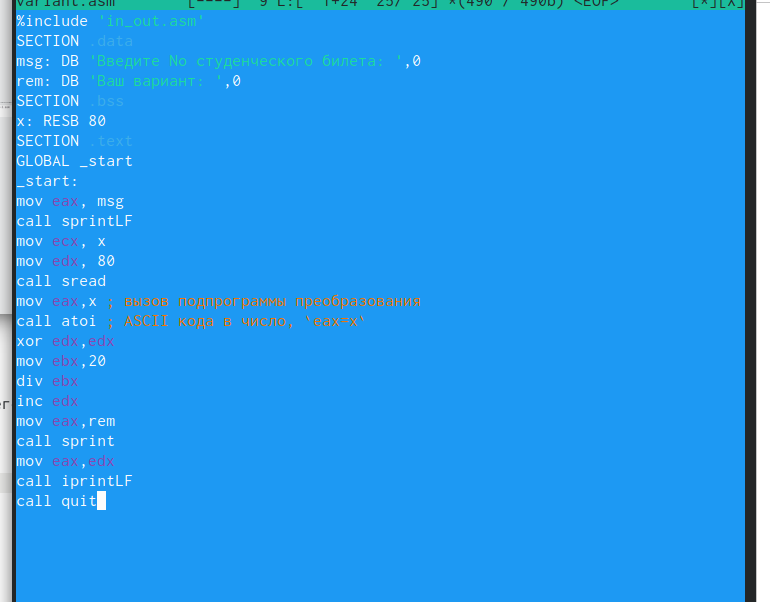 variant.asm [----] 9 L:[ 1+24 25/ 25] *(490 / 490b) <EOF> [*][X]
%include 'in_out.asm'
SECTION .data
msg: DB 'Введите No студенческого билета: ',0
rem: DB 'Ваш вариант: ',0
SECTION .bss
x: RESB 80
SECTION .text
GLOBAL _start
_start:
mov eax, msg
call sprintLF
mov ecx, x
mov edx, 80
call sread
mov eax,x ; вызов подпрограммы преобразования
call atoi ; ASCII кода в число, `eax=x`
xor edx,edx
mov ebx,20
div ebx
inc edx
mov eax,rem
call sprint
mov eax,edx
call iprintLF
call quit